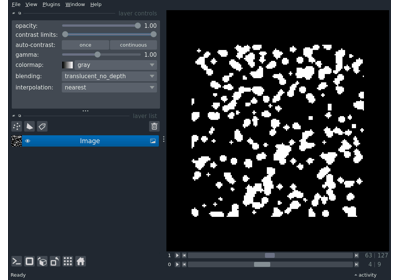 File View Plugins Window Help
layer controls
opacity: 1.00
contrast limits:
auto-contrast: once continuous
gamma: 1.00
colormap: gray
blending: translucent_no_depth
interpolation: nearest
layer list
Image
1 63 / 127
0 4 / 9
Ready
activity